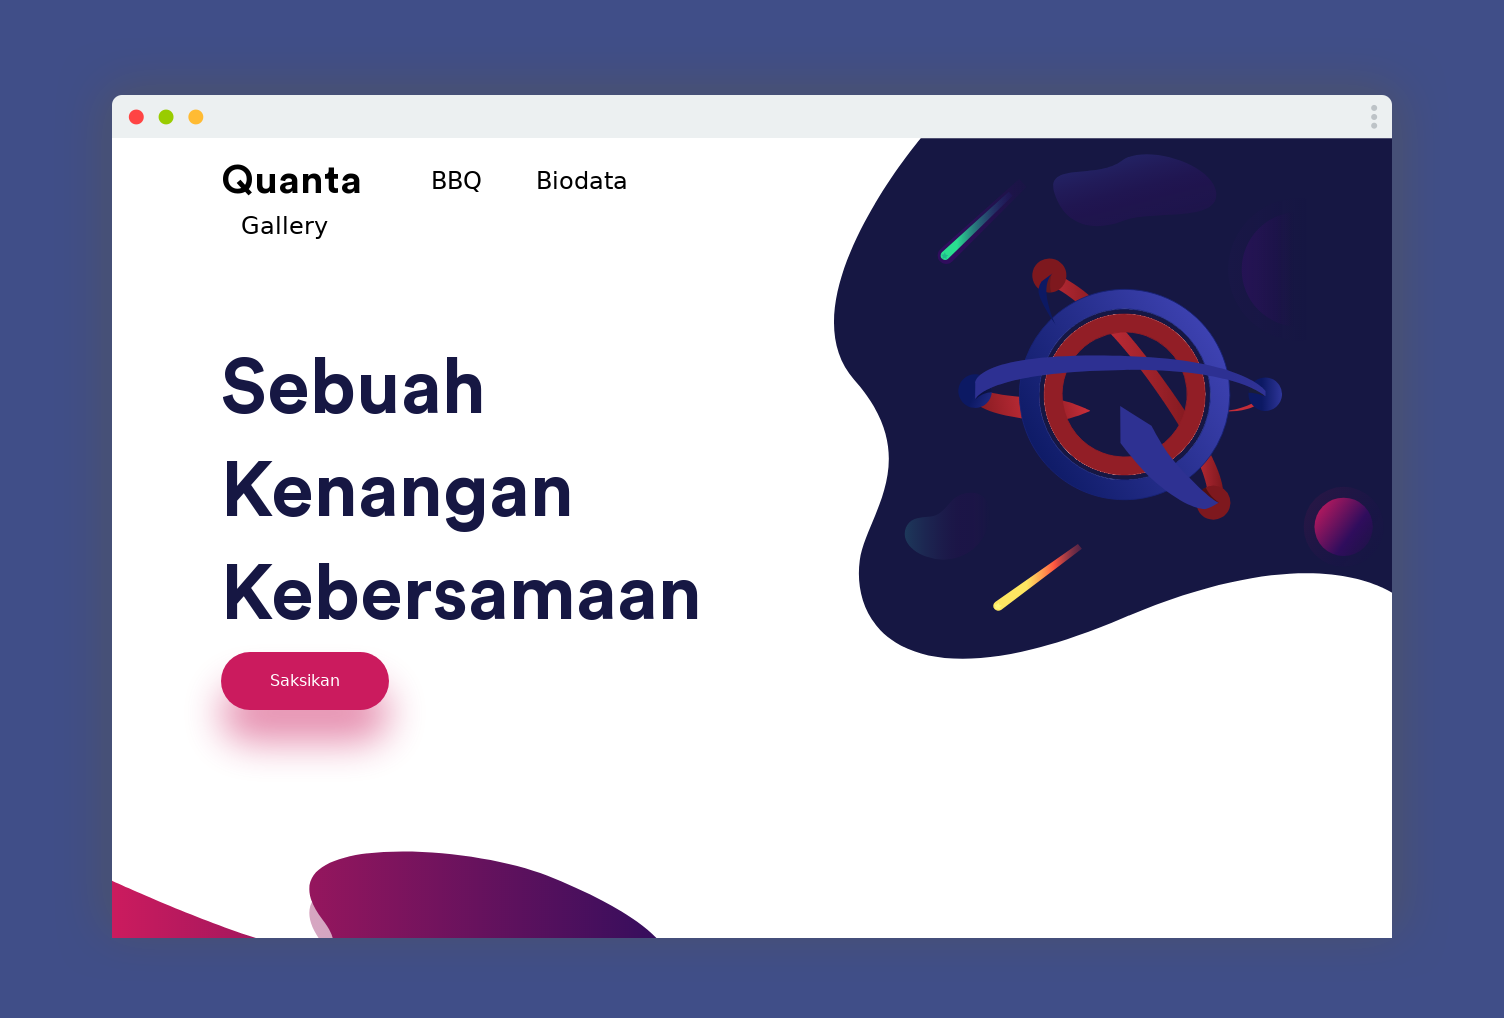 Quanta BBQ Biodata
Gallery
Sebuah
Kenangan
Kebersamaan
Saksikan